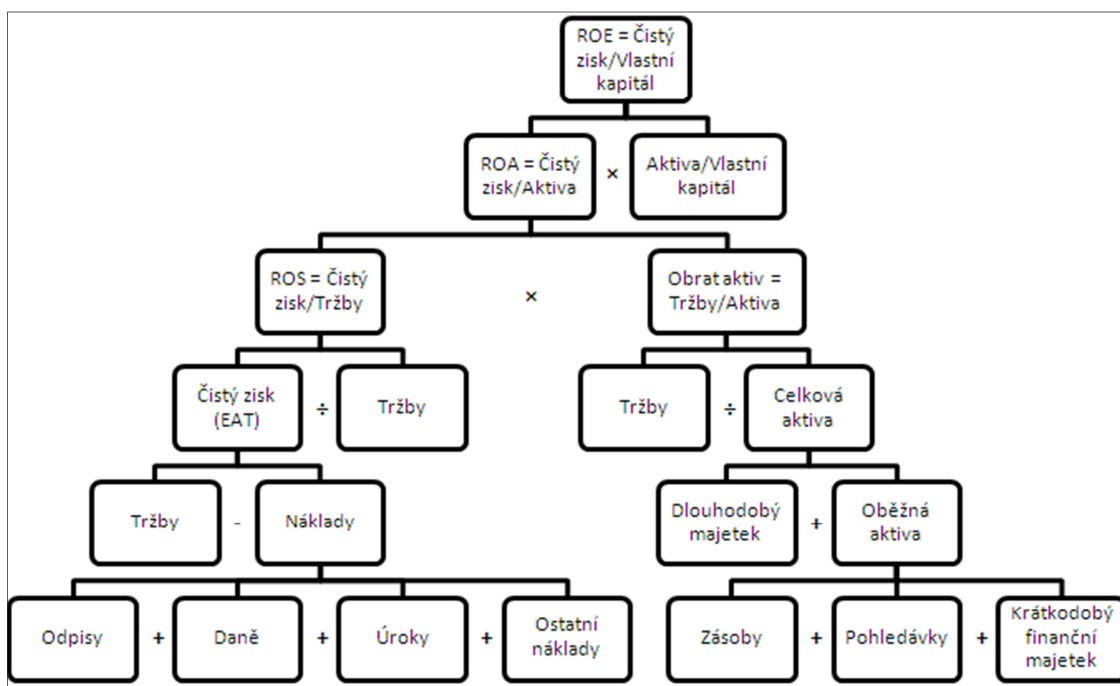 ROE = Čistý
zisk/Vlastní
kapitál
ROA = Čistý
zisk/Aktiva
×
Aktiva/Vlastní
kapitál
ROS = Čistý
zisk/Tržby
×
Obrat aktiv =
Tržby/Aktiva
Čistý zisk
(EAT)
÷
Tržby
Tržby
÷
Celková
aktiva
Tržby
-
Náklady
Dlouhodobý
majetek
+
Oběžná
aktiva
Odpisy
+
Daně
+
Úroky
+
Ostatní
náklady
Zásoby
+
Pohledávky
+
Krátkodobý
finanční
majetek